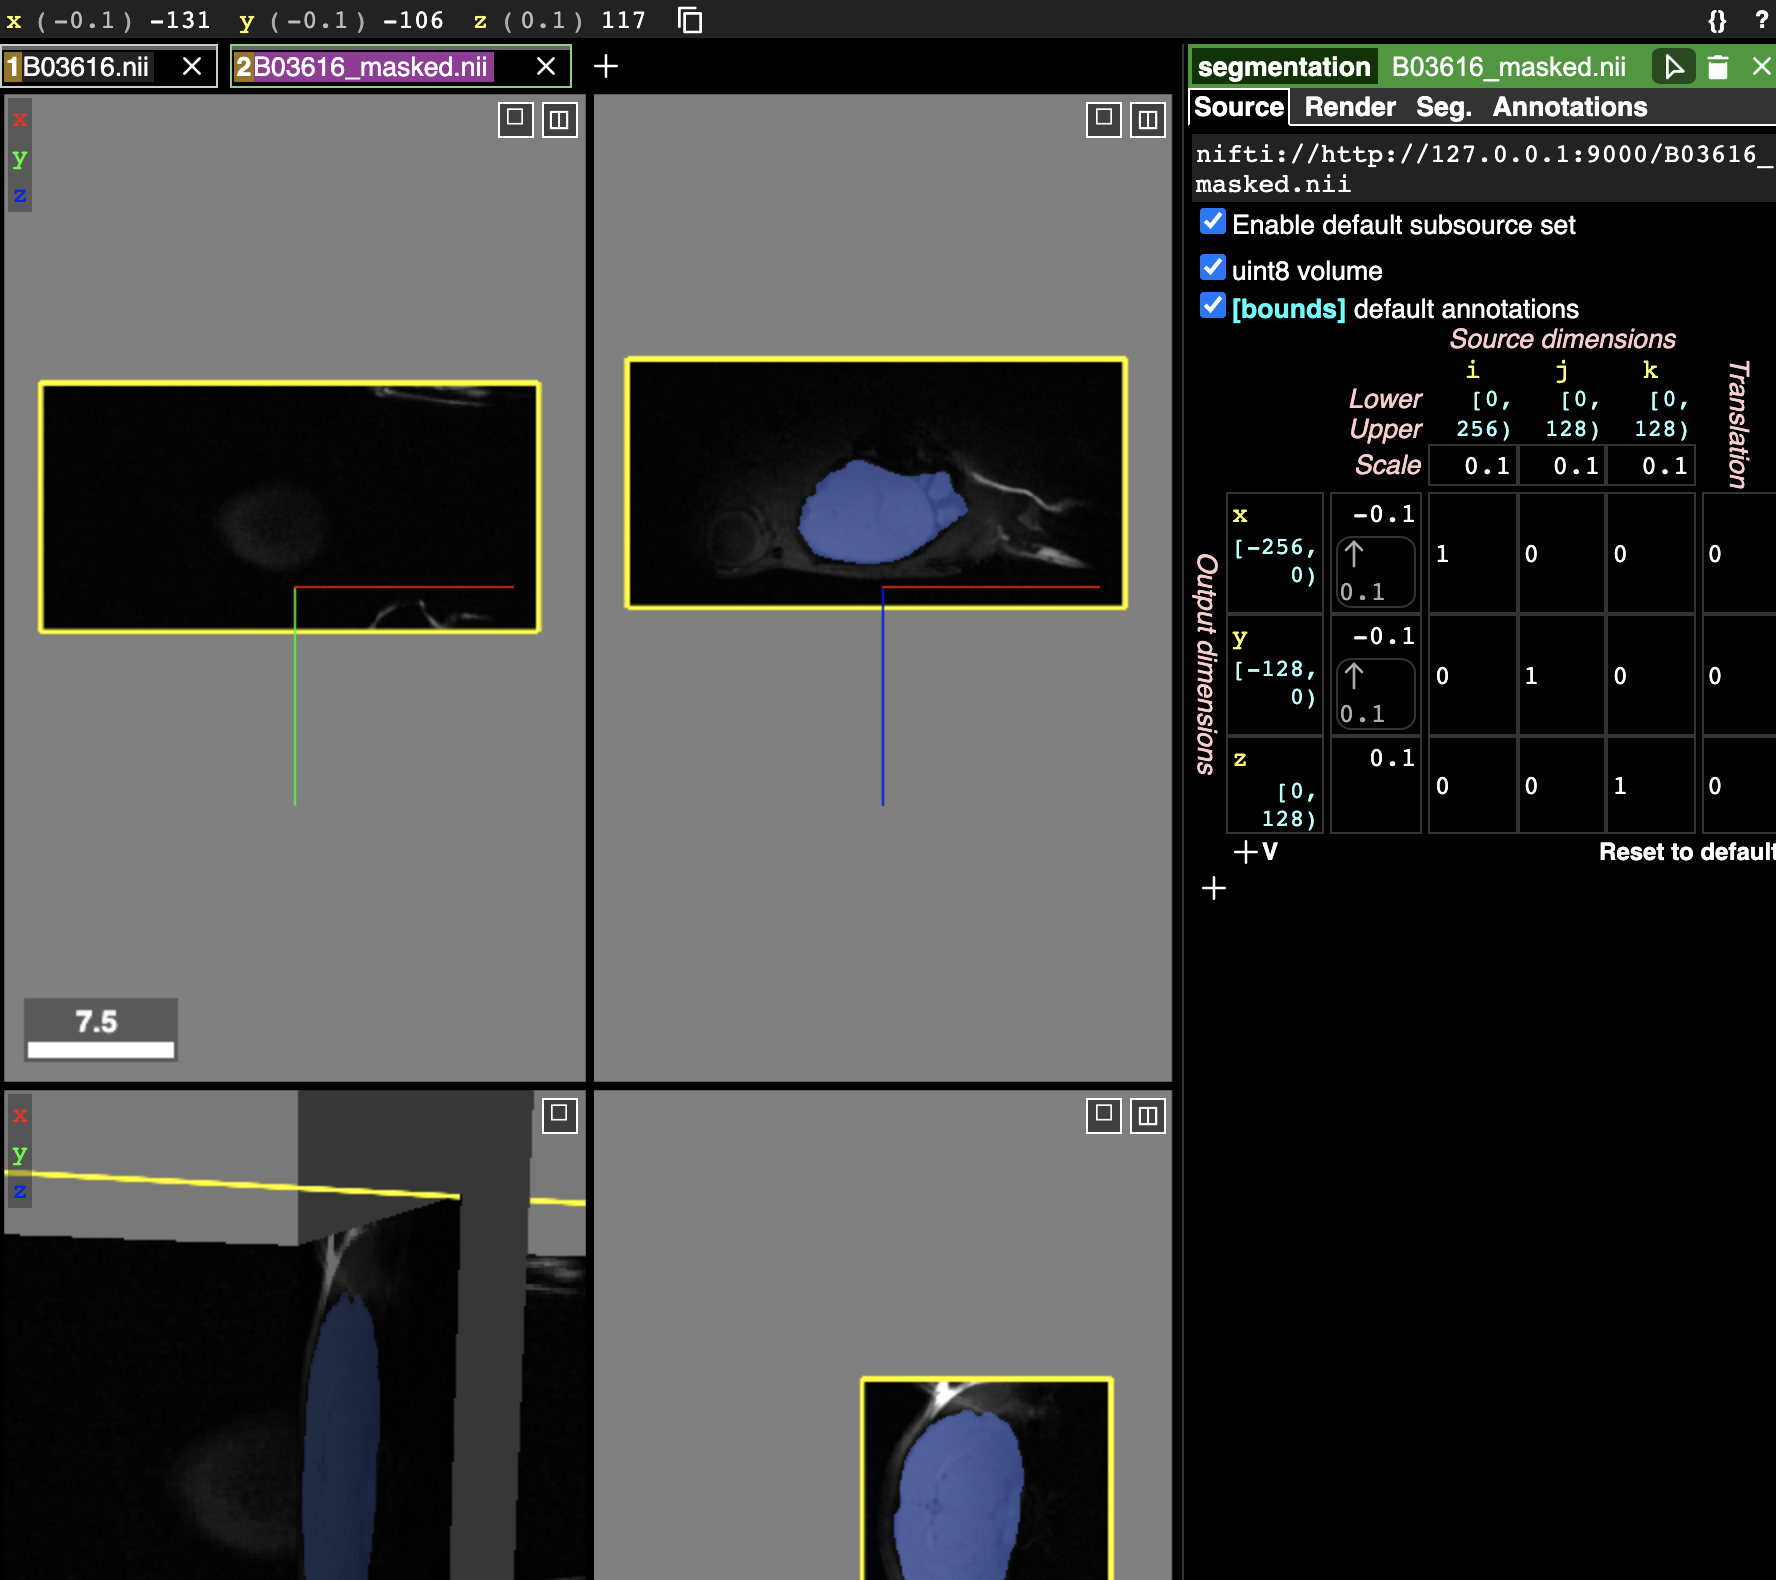 x (-0.1) -131 y (-0.1) -106 z (0.1) 117 {} ?
1 B03616.nii × 2 B03616_masked.nii × +
segmentation B03616_masked.nii ×
Source Render Seg. Annotations
nifti://http://127.0.0.1:9000/B03616_
masked.nii
Enable default subsource set
uint8 volume
[bounds] default annotations
Source dimensions
i j k
Lower [0, [0, [0,
Upper 256) 128) 128)
Scale 0.1 0.1 0.1
Translation
Output dimensions
x -0.1
[-256, ↑
0) 0.1
1 0 0 0
y -0.1
[-128, ↑
0) 0.1
0 1 0 0
z 0.1
[0,
128)
0 0 1 0
+V Reset to default
+
x
y
z
7.5
x
y
z